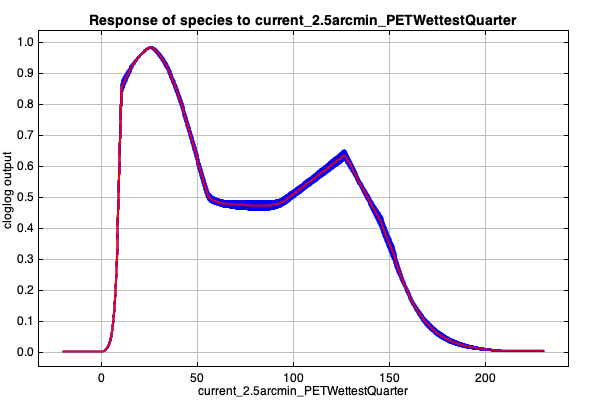 Response of species to current_2.5arcmin_PETWettestQuarter
1.0
0.9
0.8
0.7
0.6
0.5
0.4
0.3
0.2
0.1
0.0
cloglog output
0 50 100 150 200
current_2.5arcmin_PETWettestQuarter